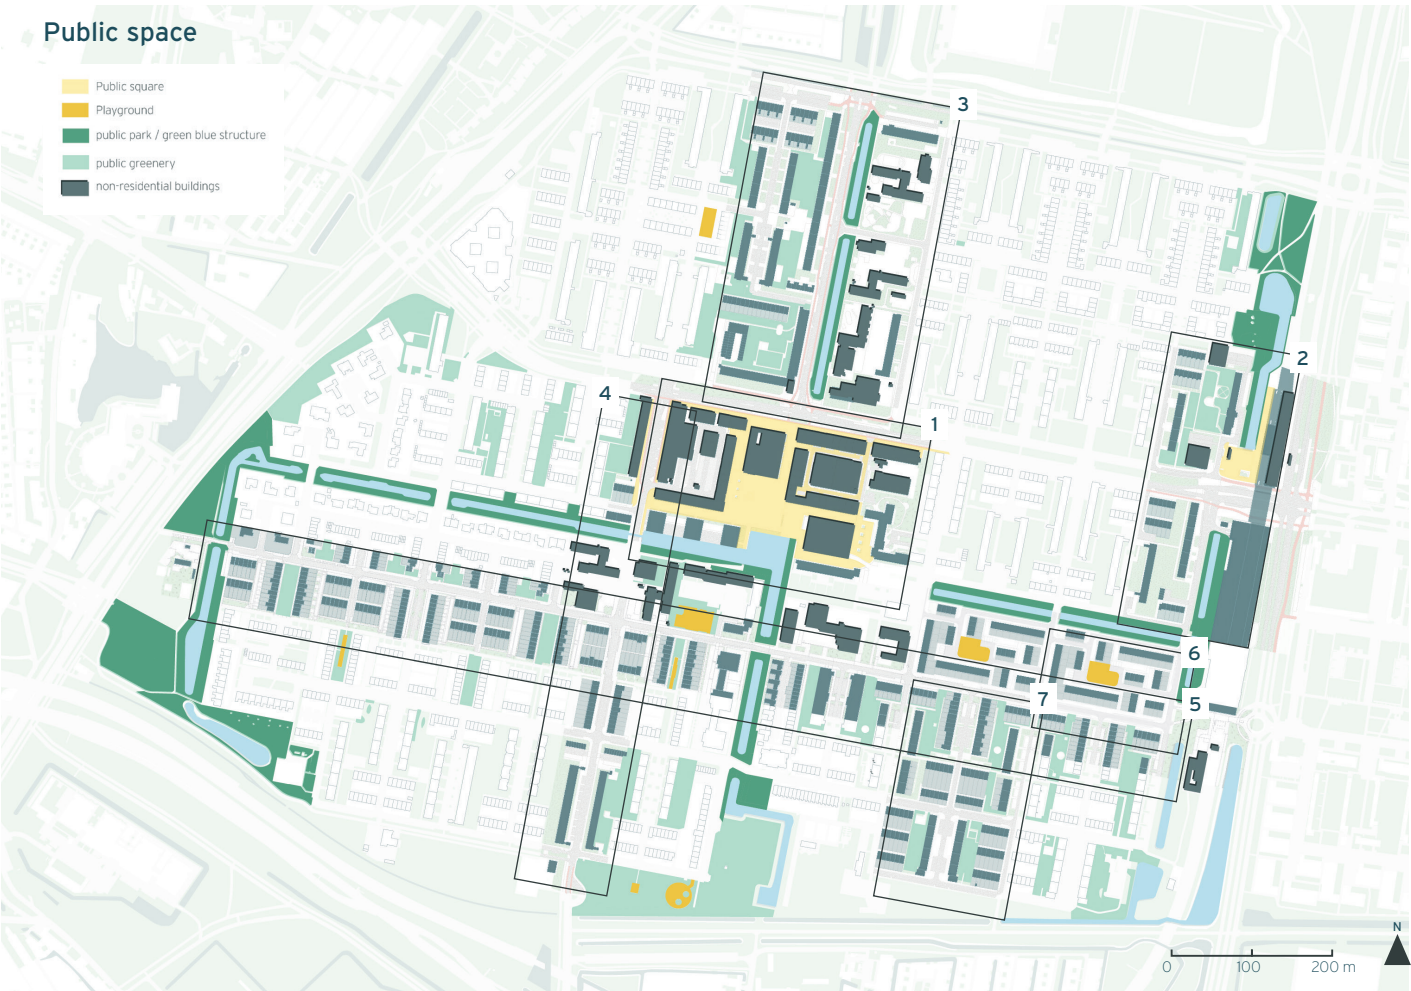 Public space
Public square
Playground
public park / green blue structure
public greenery
non-residential buildings
3
2
4
1
6
7
5
N
0 100 200 m